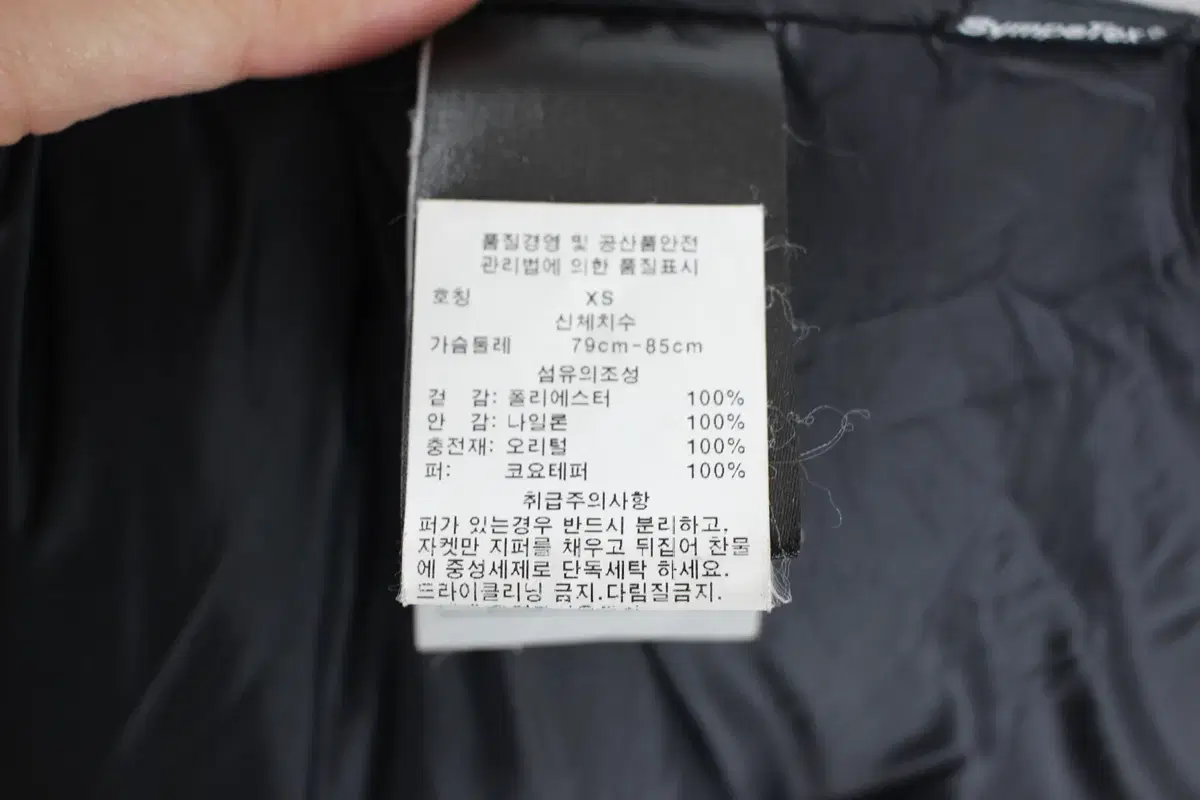 SympaTex®
품질경영 및 공산품안전
관리법에 의한 품질표시
호칭 XS
신체치수
가슴둘레 79cm-85cm
섬유의조성
겉 감: 폴리에스터 100%
안 감: 나일론 100%
충전재: 오리털 100%
퍼: 코요테퍼 100%
취급주의사항
퍼가 있는경우 반드시 분리하고,
자켓만 지퍼를 채우고 뒤집어 찬물
에 중성세제로 단독세탁 하세요.
드라이클리닝 금지.다림질금지.